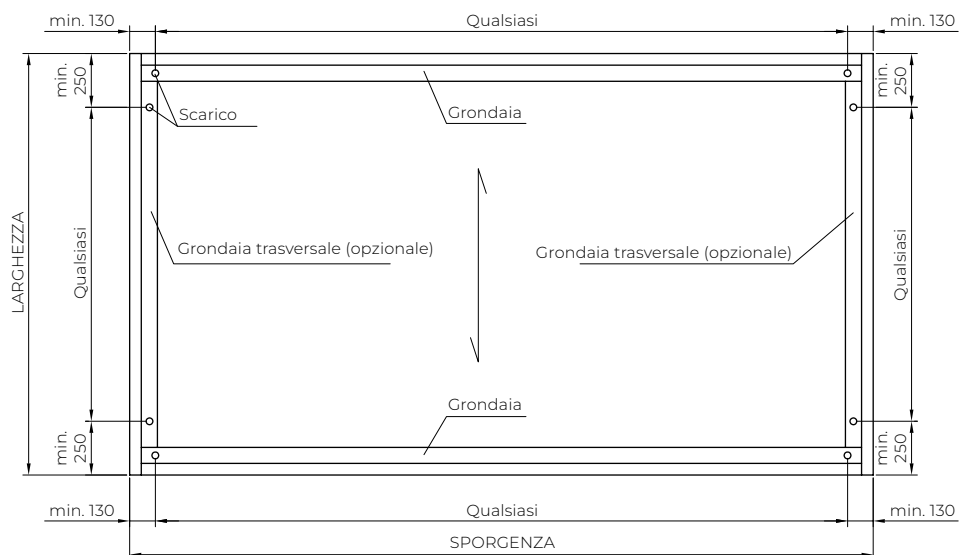 min. 130
Qualsiasi
min. 130
min.
250
min.
250
Scarico
Grondaia
LARGHEZZA
Qualsiasi
Grondaia trasversale (opzionale)
Grondaia trasversale (opzionale)
Qualsiasi
Grondaia
min.
250
min.
250
min. 130
Qualsiasi
min. 130
SPORGENZA